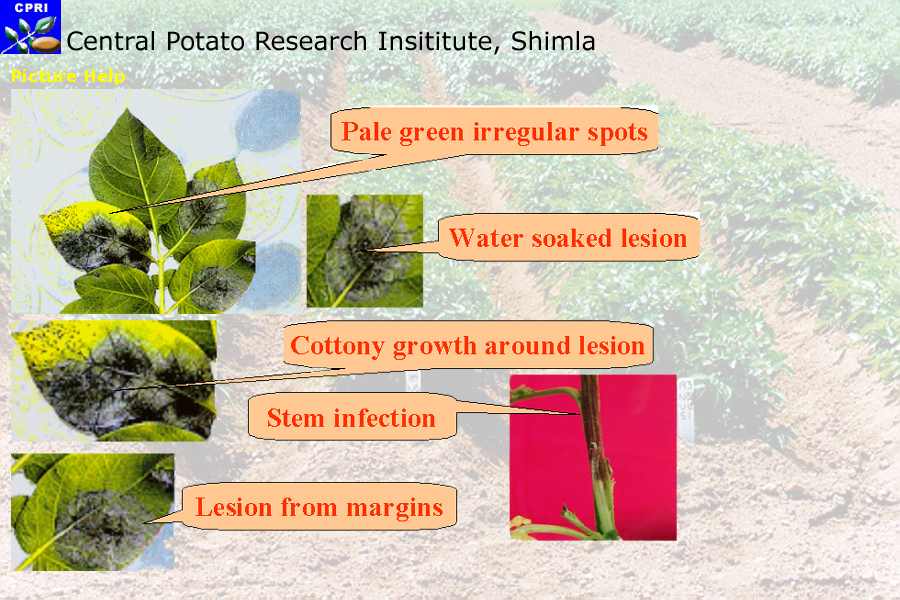 CPRI
Central Potato Research Insititute, Shimla
Picture Help
Pale green irregular spots
Water soaked lesion
Cottony growth around lesion
Stem infection
Lesion from margins